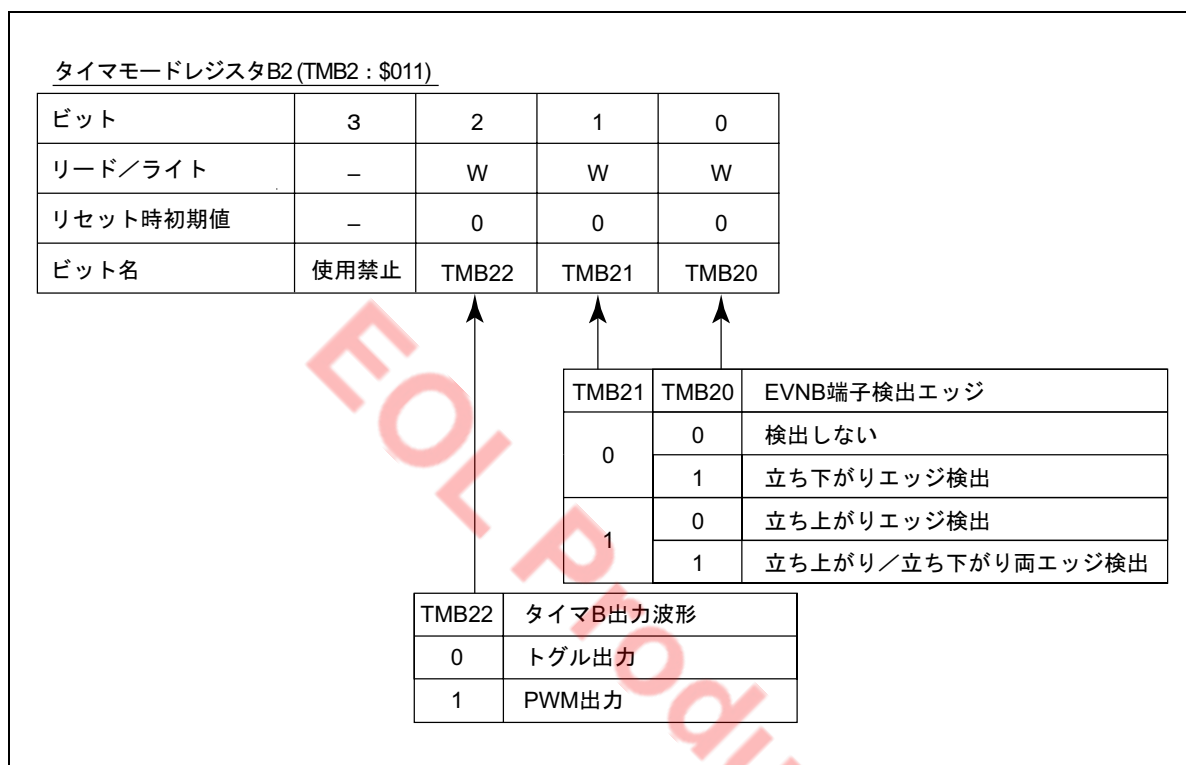 タイマモードレジスタB2 (TMB2：$011)
ビット 3 2 1 0
リード／ライト – W W W
リセット時初期値 – 0 0 0
ビット名 使用禁止 TMB22 TMB21 TMB20
TMB21 TMB20 EVNB端子検出エッジ
0 0 検出しない
1 立ち下がりエッジ検出
1 0 立ち上がりエッジ検出
1 立ち上がり／立ち下がり両エッジ検出
TMB22 タイマB出力波形
0 トグル出力
1 PWM出力
EOL Produ